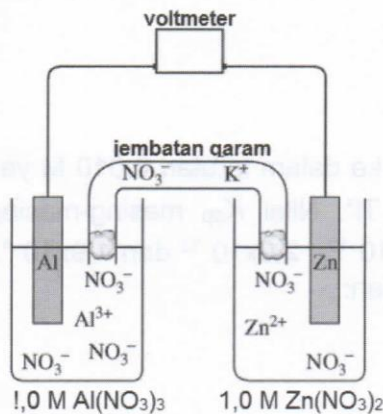 voltmeter
jembatan qaram
NO₃⁻ K⁺
Al Zn
NO₃⁻ NO₃⁻
Al³⁺ Zn²⁺
NO₃⁻ NO₃⁻ NO₃⁻
!,0 M Al(NO₃)₃ 1,0 M Zn(NO₃)₂